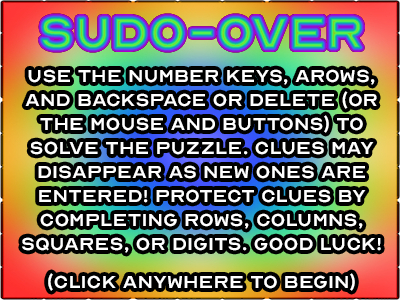 SUDO-OVER
USE THE NUMBER KEYS, AROWS,
AND BACKSPACE OR DELETE (OR
THE MOUSE AND BUTTONS) TO
SOLVE THE PUZZLE. CLUES MAY
DISAPPEAR AS NEW ONES ARE
ENTERED! PROTECT CLUES BY
COMPLETING ROWS, COLUMNS,
SQUARES, OR DIGITS. GOOD LUCK!
(CLICK ANYWHERE TO BEGIN)